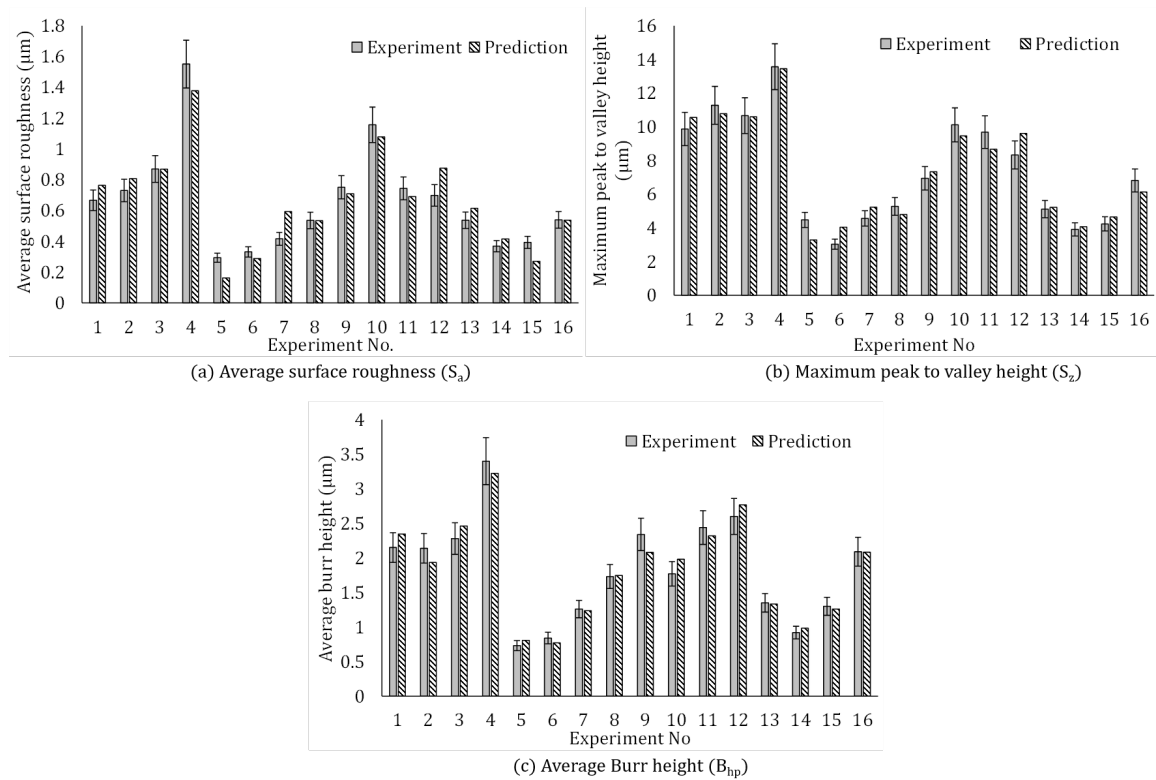 Average surface roughness (μm)
1.8
1.6
1.4
1.2
1
0.8
0.6
0.4
0.2
0
Experiment Prediction
1 2 3 4 5 6 7 8 9 10 11 12 13 14 15 16
Experiment No.
(a) Average surface roughness (Sa)
Maximum peak to valley height
(μm)
16
14
12
10
8
6
4
2
0
Experiment Prediction
1 2 3 4 5 6 7 8 9 10 11 12 13 14 15 16
Experiment No
(b) Maximum peak to valley height (Sz)
Average burr height (μm)
4
3.5
3
2.5
2
1.5
1
0.5
0
Experiment Prediction
1 2 3 4 5 6 7 8 9 10 11 12 13 14 15 16
Experiment No
(c) Average Burr height (Bhp)